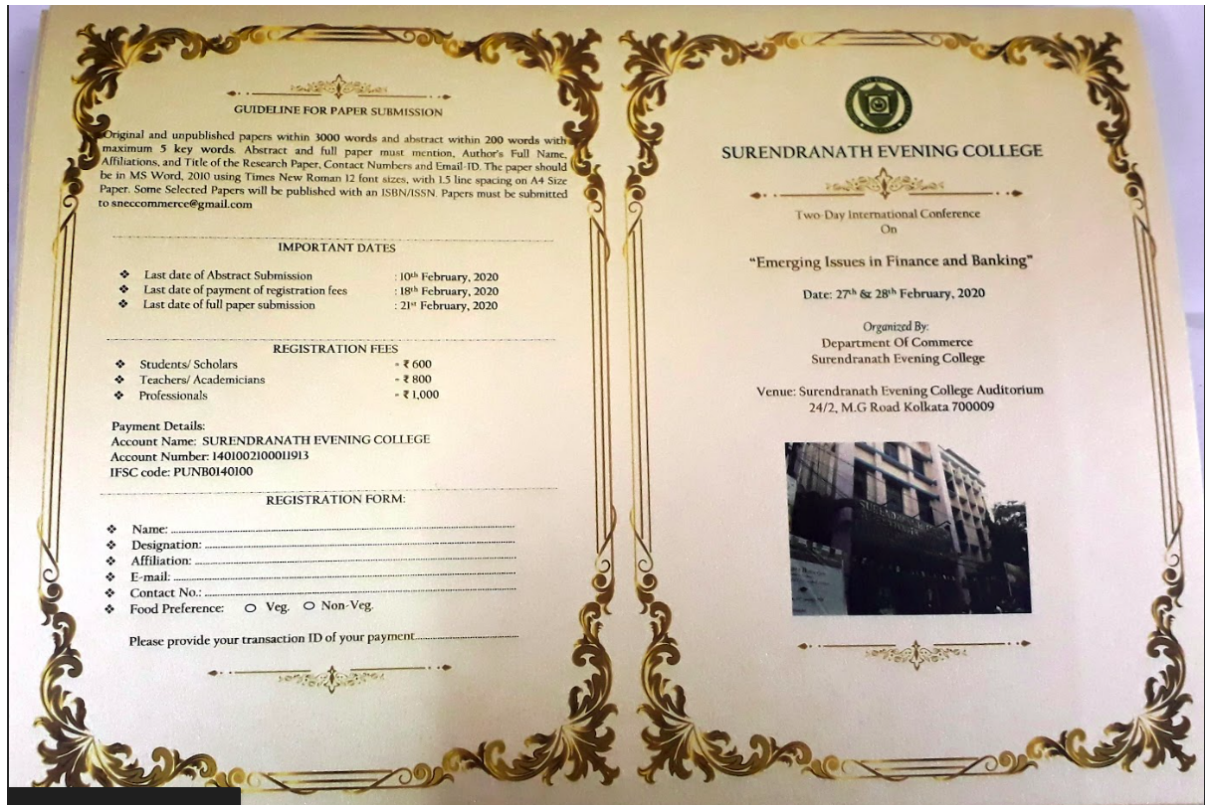 GUIDELINE FOR PAPER SUBMISSION
Original and unpublished papers within 3000 words and abstract within 200 words with
maximum 5 key words. Abstract and full paper must mention, Author's Full Name,
Affiliations, and Title of the Research Paper, Contact Numbers and Email-ID. The paper should
be in MS Word, 2010 using Times New Roman 12 font sizes, with 1.5 line spacing on A4 Size
Paper. Some Selected Papers will be published with an ISBN/ISSN. Papers must be submitted
to sneccommerce@gmail.com
IMPORTANT DATES
❖ Last date of Abstract Submission : 10th February, 2020
❖ Last date of payment of registration fees : 18th February, 2020
❖ Last date of full paper submission : 21st February, 2020
REGISTRATION FEES
❖ Students/ Scholars - ₹ 600
❖ Teachers/ Academicians - ₹ 800
❖ Professionals - ₹ 1,000
Payment Details:
Account Name: SURENDRANATH EVENING COLLEGE
Account Number: 1401002100011913
IFSC code: PUNB0140100
REGISTRATION FORM:
❖ Name:
❖ Designation:
❖ Affiliation:
❖ E-mail:
❖ Contact No.:
❖ Food Preference: O Veg. O Non-Veg.
Please provide your transaction ID of your payment
SURENDRANATH EVENING COLLEGE
Two-Day International Conference
On
"Emerging Issues in Finance and Banking"
Date: 27th & 28th February, 2020
Organized By:
Department Of Commerce
Surendranath Evening College
Venue: Surendranath Evening College Auditorium
24/2, M.G Road Kolkata 700009